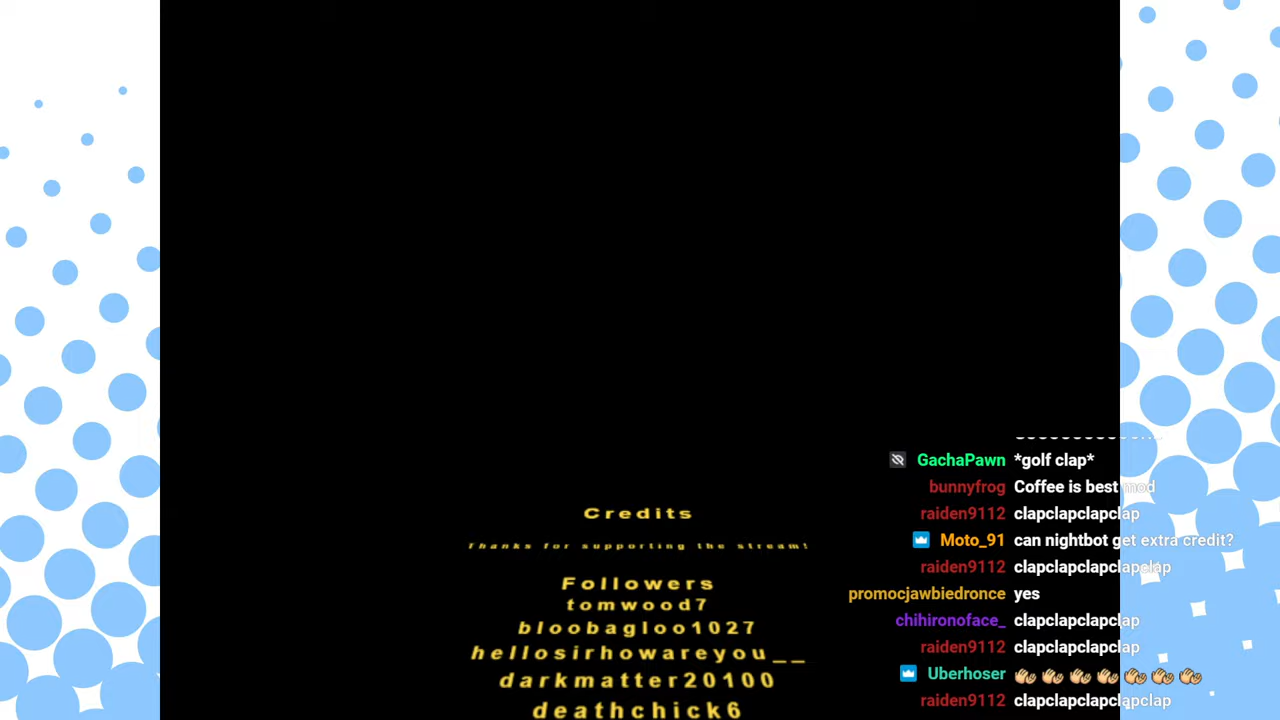 Credits
Thanks for supporting the stream!
Followers
tomwood7
bloobagloo1027
hellosirhowareyou__
darkmatter20100
deathchick6
GachaPawn *golf clap*
bunnyfrog Coffee is best mod
raiden9112 clapclapclapclap
Moto_91 can nightbot get extra credit?
raiden9112 clapclapclapclapclap
promocjawbiedronce yes
chihironoface_ clapclapclapclap
raiden9112 clapclapclapclap
Uberhoser 👏🏼👏🏼👏🏼👏🏼👏🏼👏🏼👏🏼
raiden9112 clapclapclapclapclap